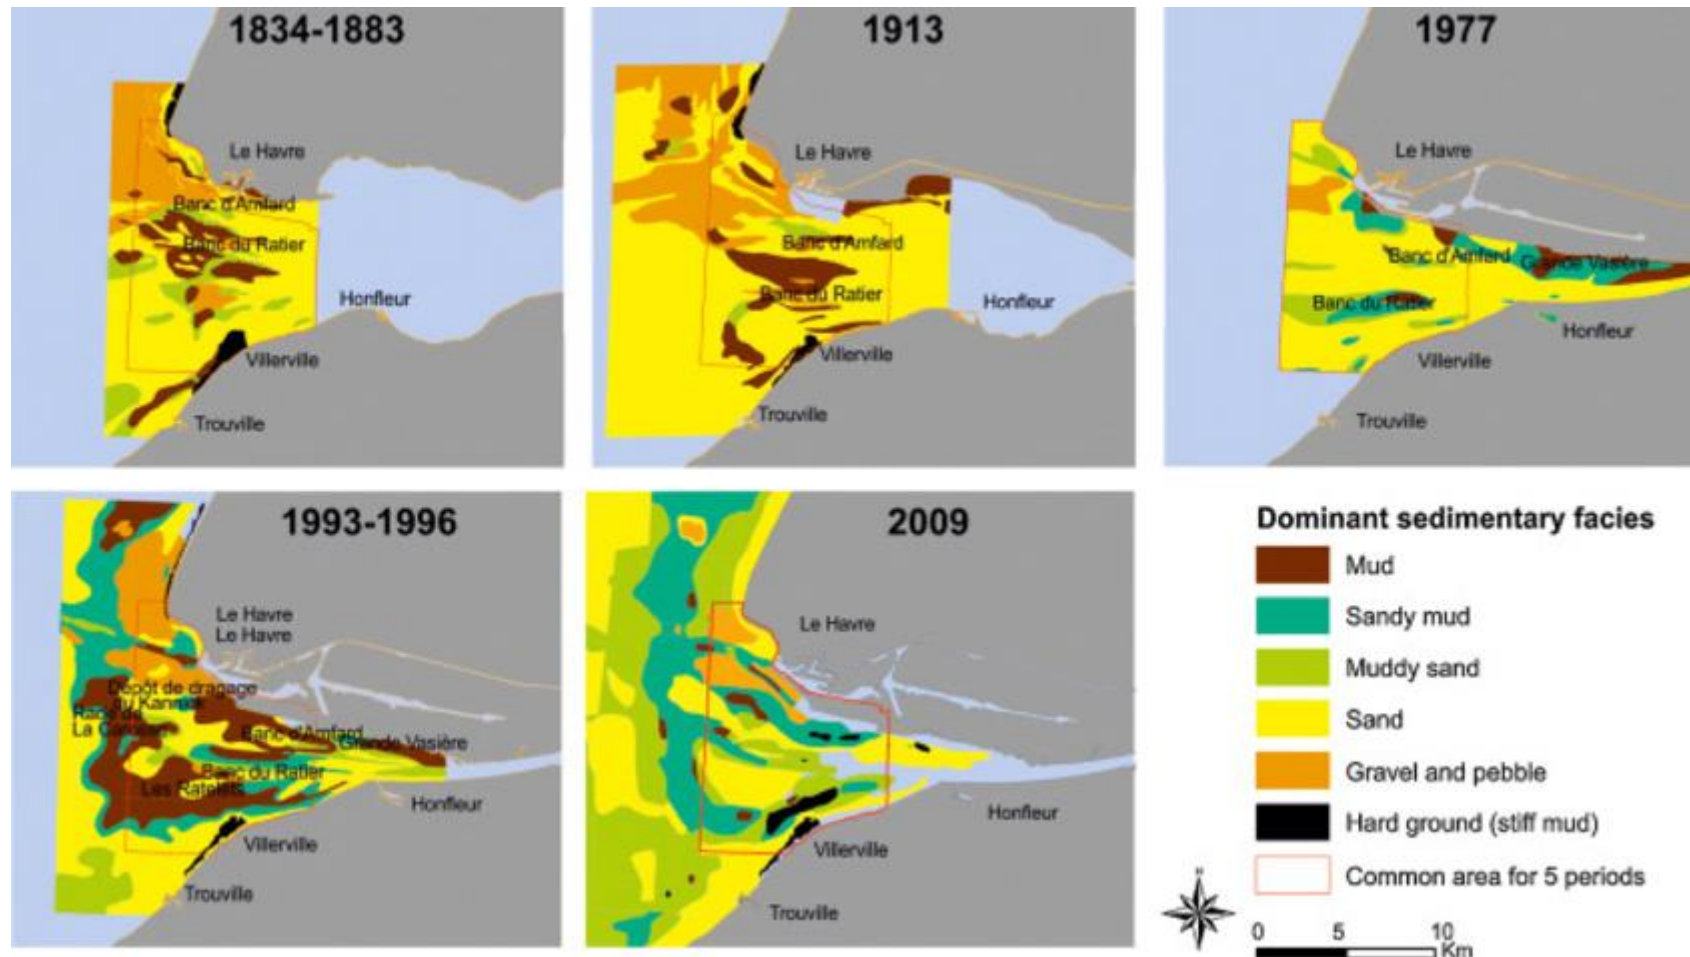 1834-1883
Le Havre
Banc d'Amfard
Banc du Ratier
Honfleur
Villerville
Trouville
1913
Le Havre
Banc d'Amfard
Banc du Ratier
Honfleur
Villerville
Trouville
1977
Le Havre
Banc d'Amfard
Grande Vasière
Banc du Ratier
Honfleur
Villerville
Trouville
1993-1996
Le Havre
Le Havre
Dépôt de dragage
du Kannik
La
Banc d'Amfard
Grande Vasière
Banc du Ratier
Les Ratelets
Honfleur
Villerville
Trouville
2009
Le Havre
Honfleur
Villerville
Trouville
Dominant sedimentary facies
Mud
Sandy mud
Muddy sand
Sand
Gravel and pebble
Hard ground (stiff mud)
Common area for 5 periods
N
0 5 10
Km